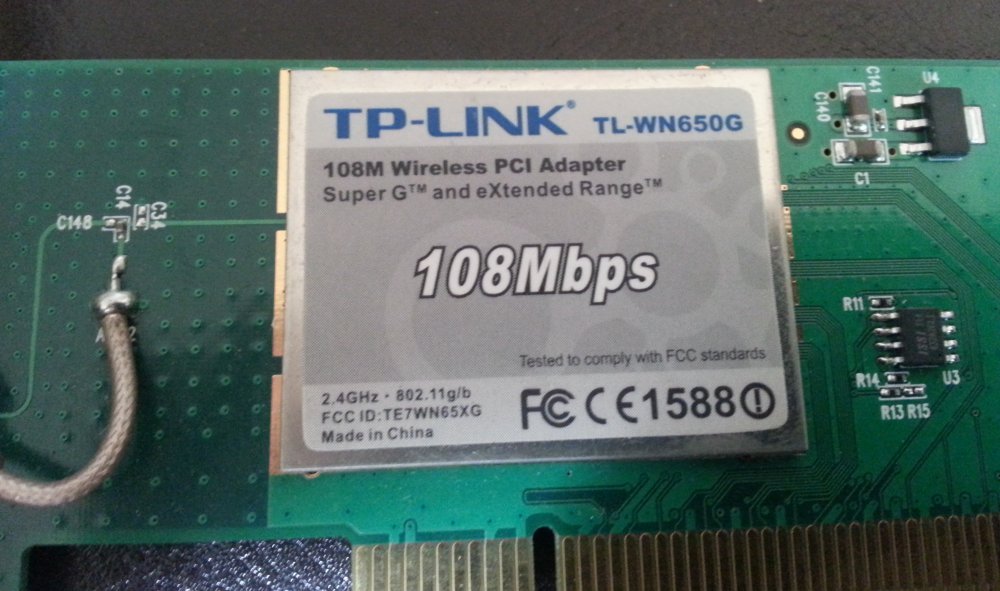 TP-LINK® TL-WN650G
108M Wireless PCI Adapter
Super G™ and eXtended Range™
108Mbps
Tested to comply with FCC standards
2.4GHz · 802.11g/b
FCC ID:TE7WN65XG
Made in China
FC CE1588
C148
C14
C34
C140
C141
U4
C1
R11
R14
U3
R13 R15